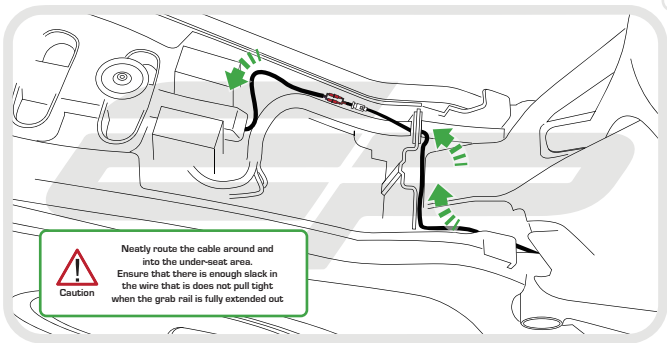 Neatly route the cable around and
into the under-seat area.
Ensure that there is enough slack in
the wire that is does not pull tight
when the grab rail is fully extended out
Caution